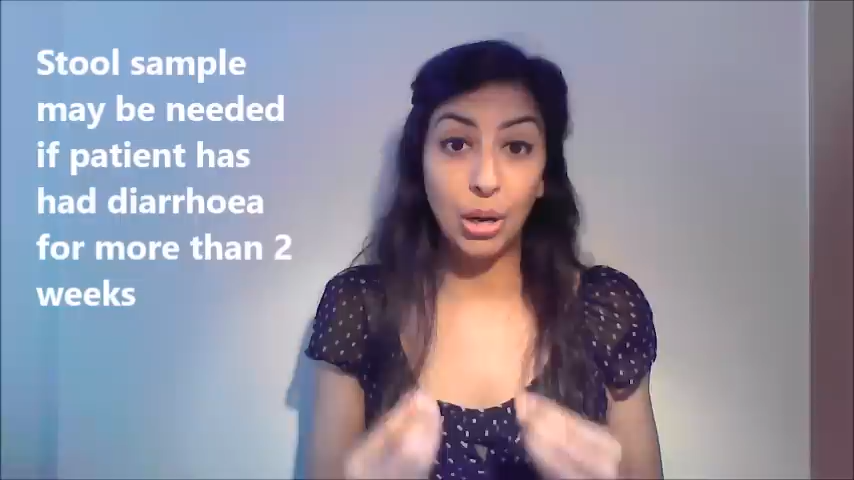 Stool sample
may be needed
if patient has
had diarrhoea
for more than 2
weeks